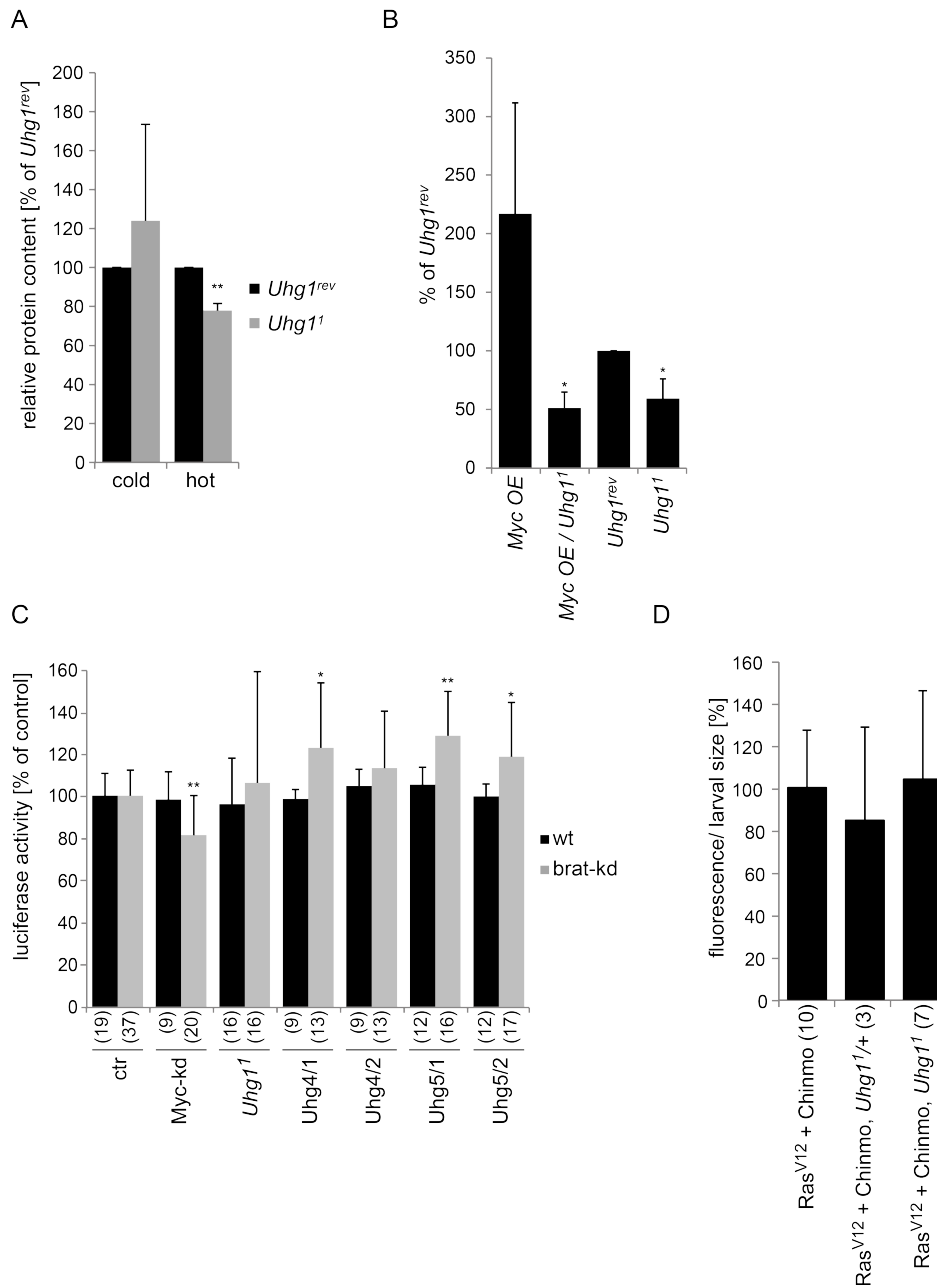 A
relative protein content [% of Uhg1rev]
200
180
160
140
120
100
80
60
40
20
0
**
cold
hot
Uhg1rev
Uhg11
B
% of Uhg1rev
350
300
250
200
150
100
50
0
*
*
Myc OE
Myc OE / Uhg11
Uhg1rev
Uhg11
C
luciferase activity [% of control]
160
140
120
100
80
60
40
20
0
**
*
**
*
wt
brat-kd
(19)
(37)
(9)
(20)
(16)
(16)
(9)
(13)
(9)
(13)
(12)
(16)
(12)
(17)
ctr
Myc-kd
Uhg11
Uhg4/1
Uhg4/2
Uhg5/1
Uhg5/2
D
fluorescence/ larval size [%]
160
140
120
100
80
60
40
20
0
RasV12 + Chinmo (10)
RasV12 + Chinmo, Uhg11/+ (3)
RasV12 + Chinmo, Uhg11 (7)